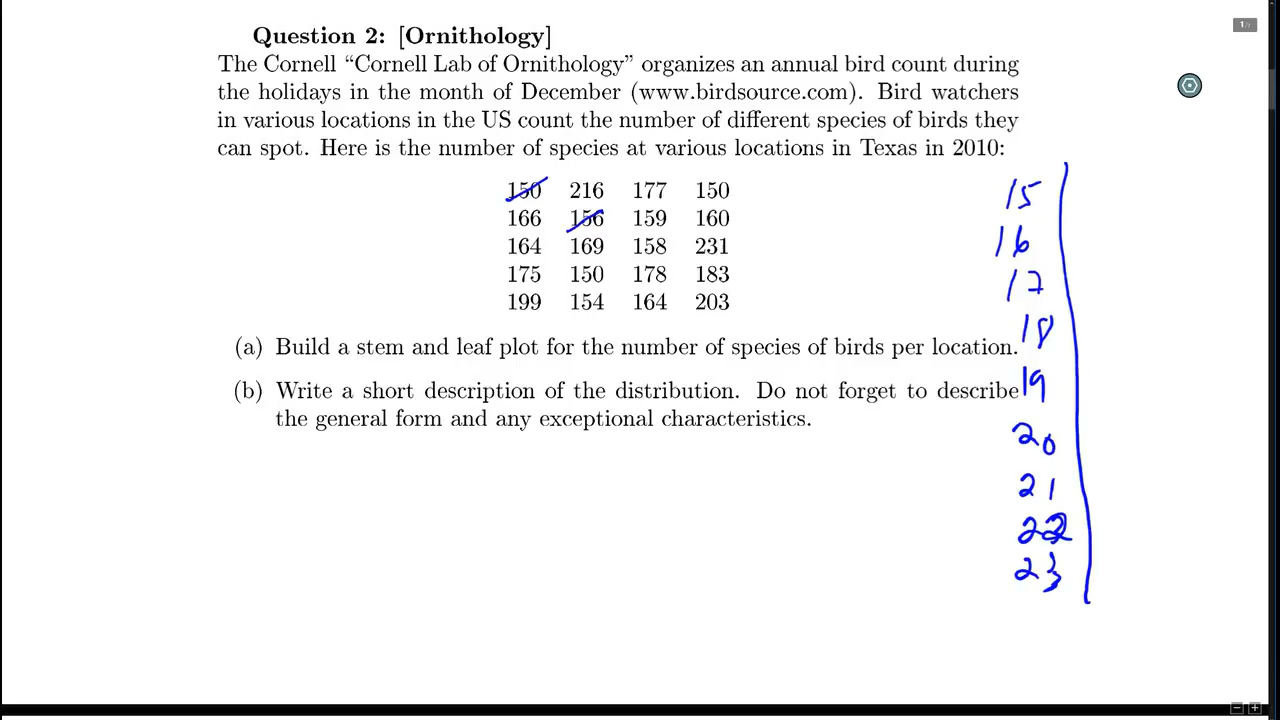 1/7
Question 2: [Ornithology]
The Cornell “Cornell Lab of Ornithology” organizes an annual bird count during
the holidays in the month of December (www.birdsource.com). Bird watchers
in various locations in the US count the number of different species of birds they
can spot. Here is the number of species at various locations in Texas in 2010:
150 216 177 150
166 156 159 160
164 169 158 231
175 150 178 183
199 154 164 203
(a) Build a stem and leaf plot for the number of species of birds per location.
(b) Write a short description of the distribution. Do not forget to describe
the general form and any exceptional characteristics.
15
16
17
18
19
20
21
22
23